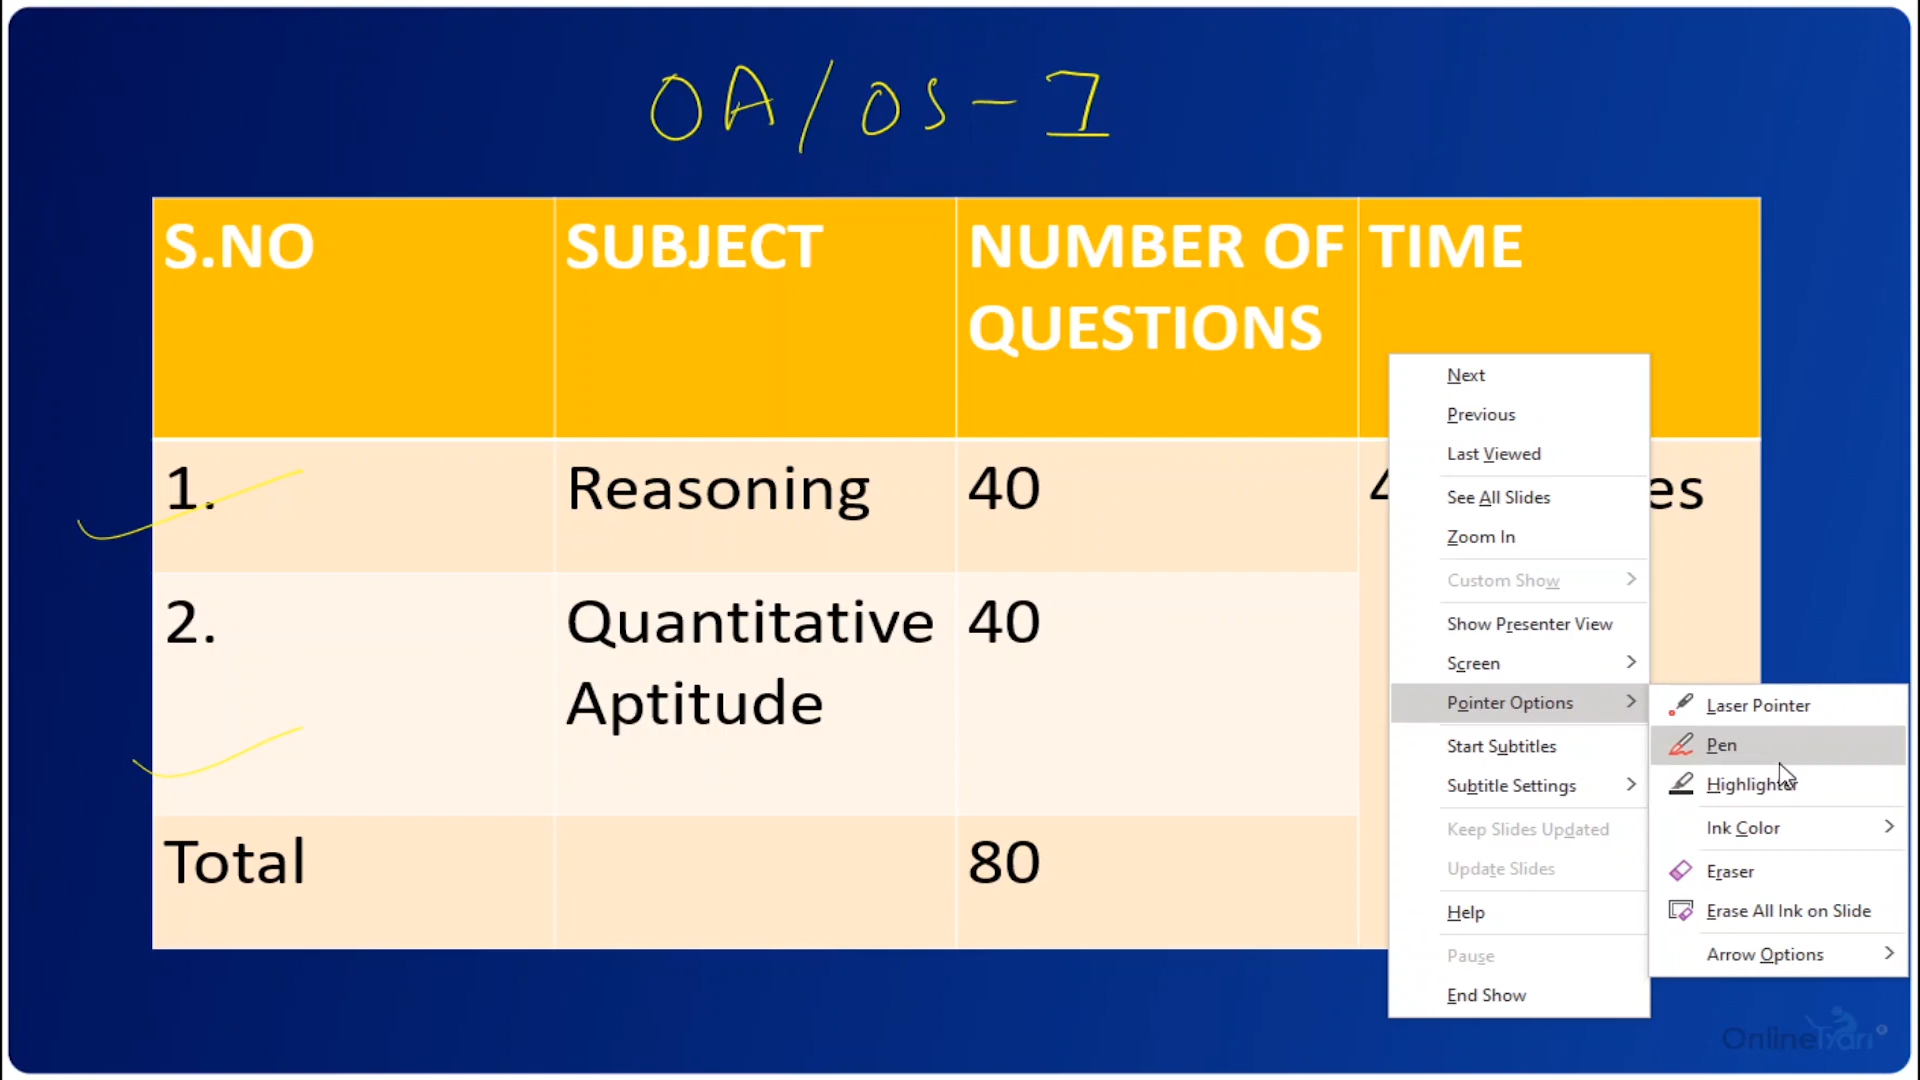 OA/OS-I
S.NO
SUBJECT
NUMBER OF QUESTIONS
TIME
1.
Reasoning
40
2.
Quantitative
Aptitude
40
Total
80
Next
Previous
Last Viewed
See All Slides
Zoom In
Custom Show
Show Presenter View
Screen
Pointer Options
Start Subtitles
Subtitle Settings
Keep Slides Updated
Update Slides
Help
Pause
End Show
Laser Pointer
Pen
Highlighter
Ink Color
Eraser
Erase All Ink on Slide
Arrow Options
OnlineTyari